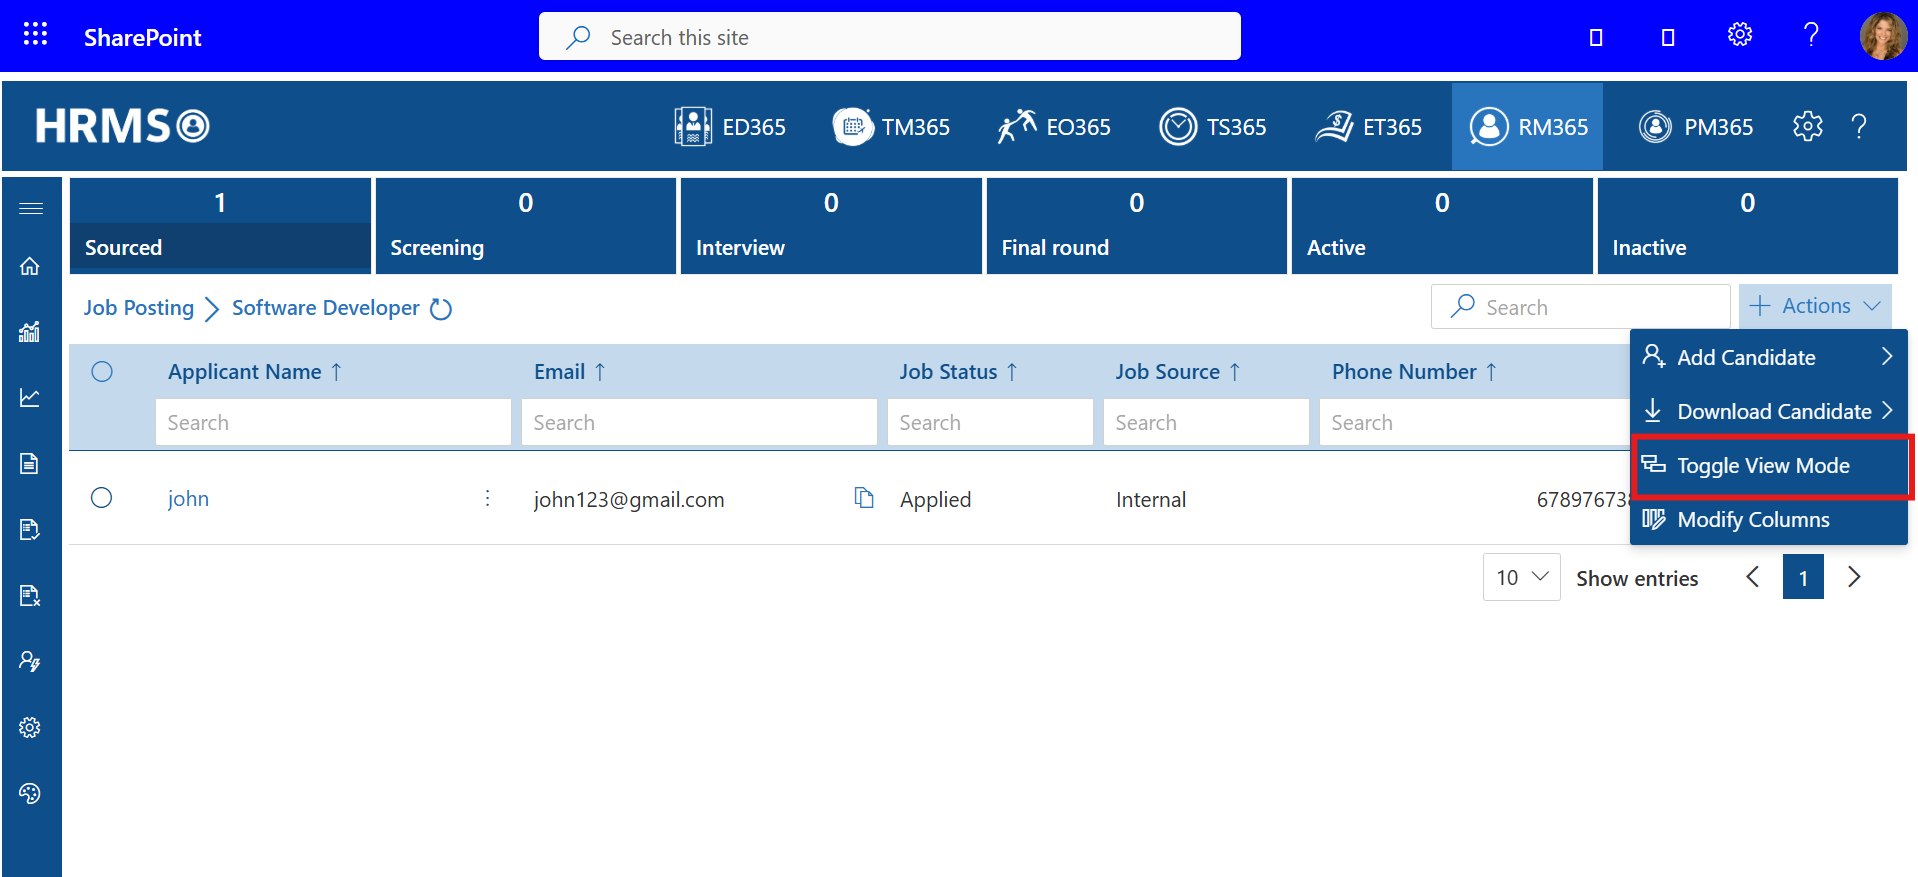 SharePoint
Search this site
HRMS
ED365
TM365
EO365
TS365
ET365
RM365
PM365
1
Sourced
0
Screening
0
Interview
0
Final round
0
Active
0
Inactive
Job Posting
Software Developer
Search
Actions
Add Candidate
Download Candidate
Toggle View Mode
Modify Columns
Applicant Name
Email
Job Status
Job Source
Phone Number
Search
Search
Search
Search
Search
john
john123@gmail.com
Applied
Internal
10
Show entries
1